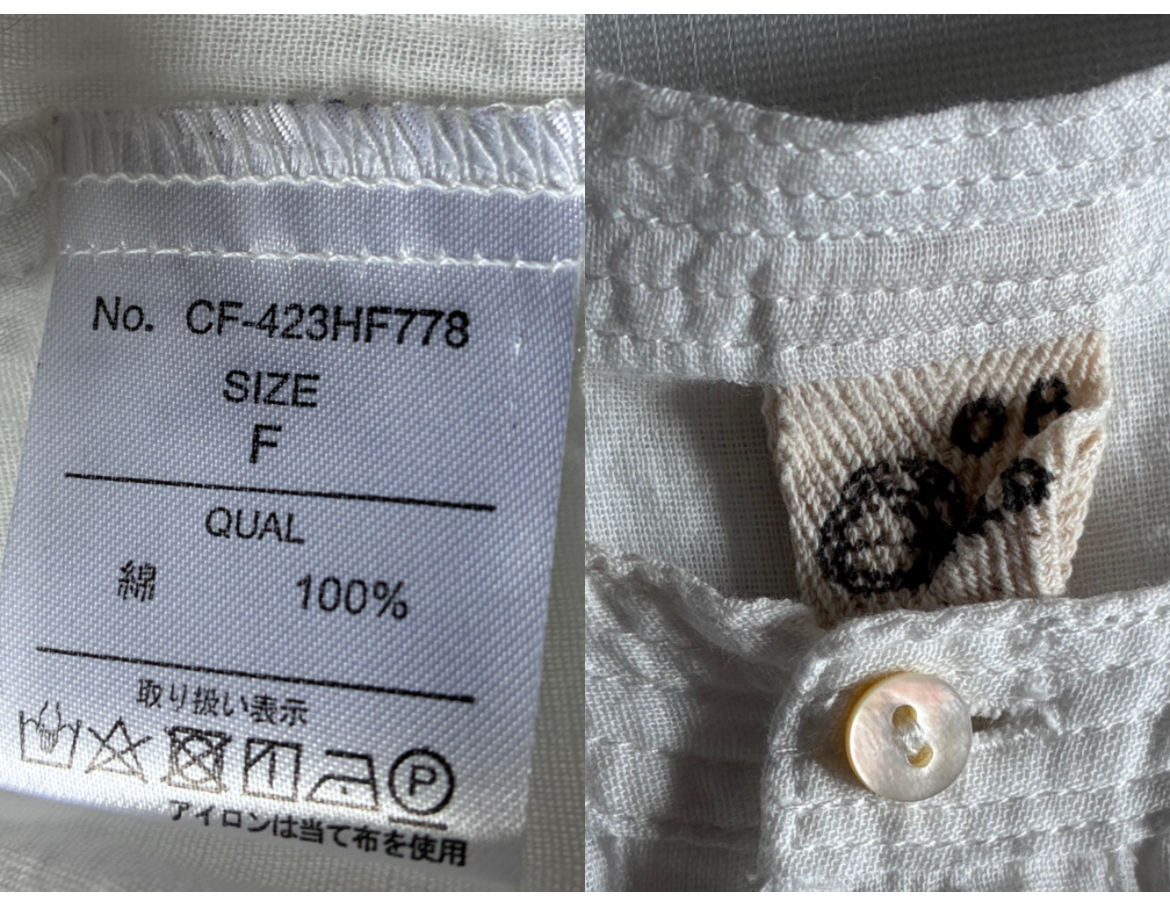 No. CF-423HF778
SIZE
F
QUAL
綿 100%
取り扱い表示
P
アイロンは当て布を使用